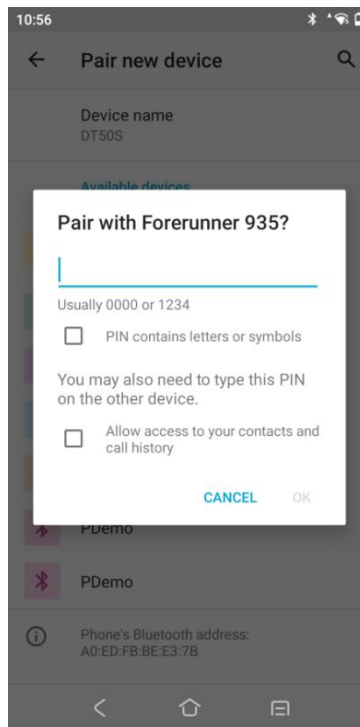 10:56
Pair new device
Device name
DT50S
Available devices
Pair with Forerunner 935?
Usually 0000 or 1234
PIN contains letters or symbols
You may also need to type this PIN
on the other device.
Allow access to your contacts and
call history
CANCEL OK
PDemo
PDemo
Phone's Bluetooth address:
A0:ED:FB:BE:E3:7B